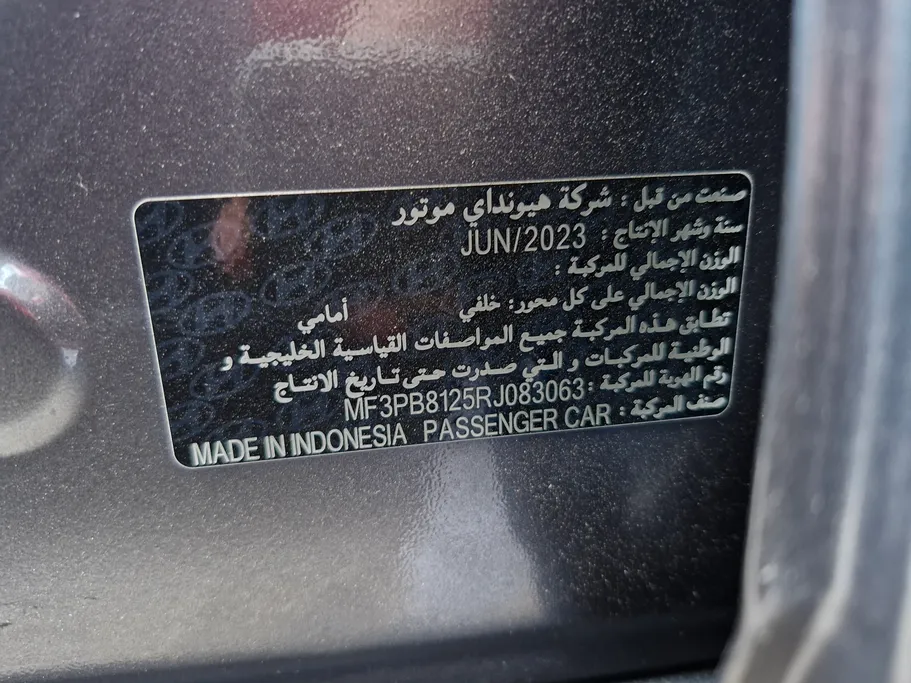 صنعت من قبل : شركة هيونداي موتور
سنة وشهر الإنتاج : JUN/2023
الوزن الإجمالي للمركبة :
الوزن الإجمالي على كل محور: خلفي أمامي
تطابق هذه المركبة جميع المواصفات القياسية الخليجية و
الوطنية للمركبات و التي صدرت حتى تاريخ الانتاج
رقم الهوية للمركبة : MF3PB8125RJ083063
صنف المركبة : PASSENGER CAR MADE IN INDONESIA